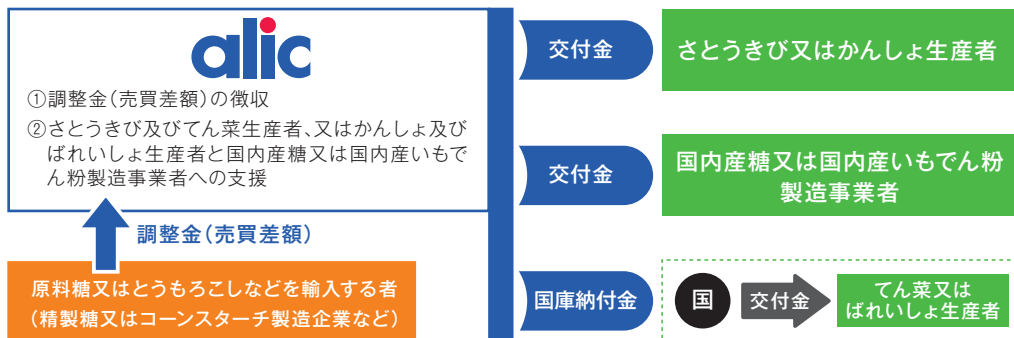 alic
①調整金(売買差額)の徴収
②さとうきび及びてん菜生産者、又はかんしょ及び
ばれいしょ生産者と国内産糖又は国内産いもで
ん粉製造事業者への支援
調整金(売買差額)
原料糖又はとうもろこしなどを輸入する者
(精製糖又はコーンスターチ製造企業など)
交付金
さとうきび又はかんしょ生産者
交付金
国内産糖又は国内産いもでん粉
製造事業者
国庫納付金
国
交付金
てん菜又は
ばれいしょ生産者